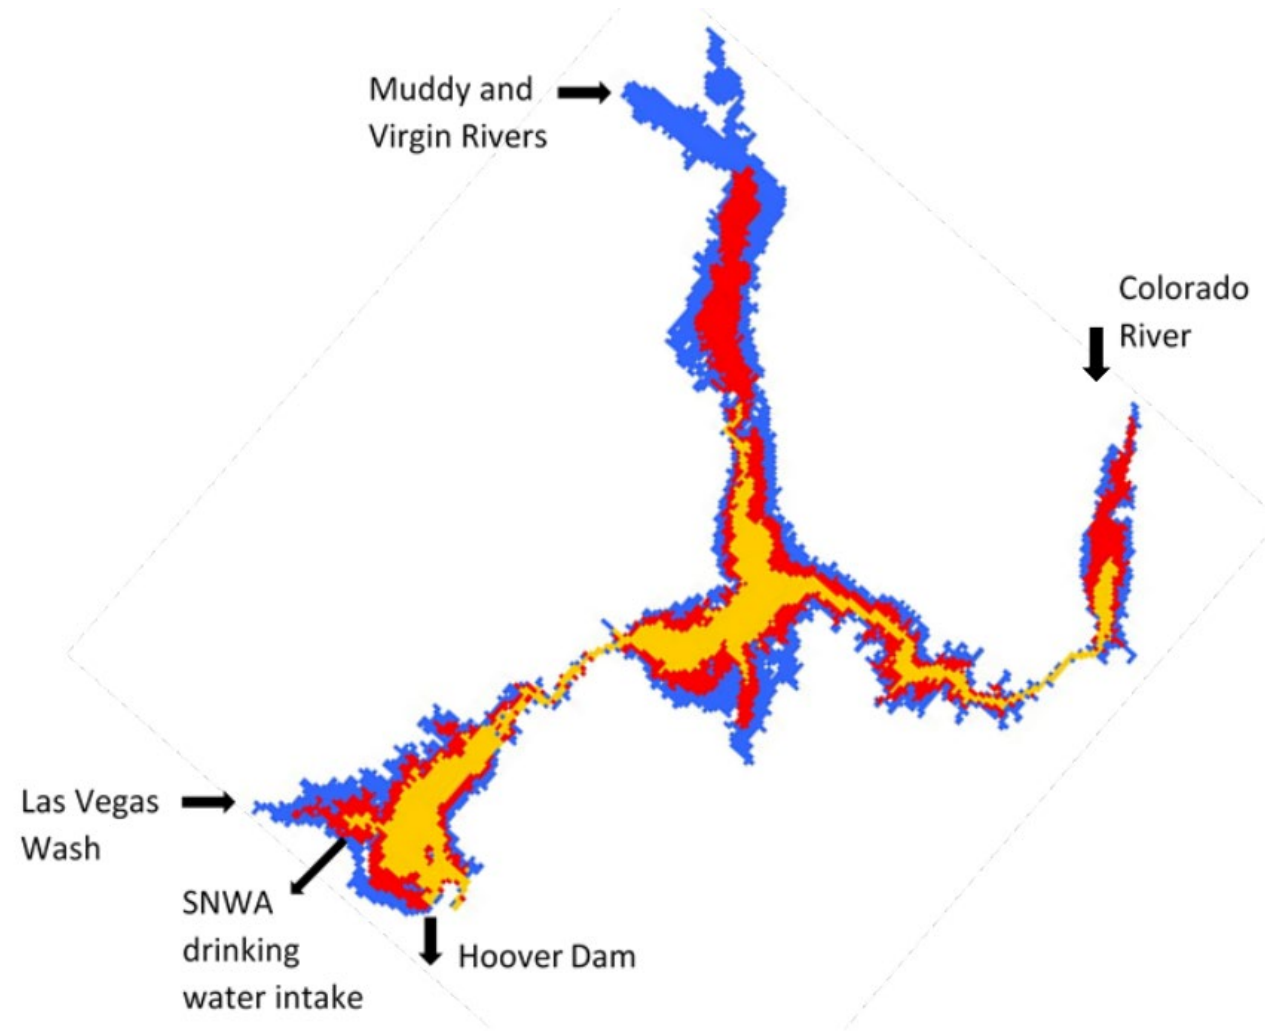 Muddy and
Virgin Rivers
Colorado
River
Las Vegas
Wash
SNWA
drinking
water intake
Hoover Dam